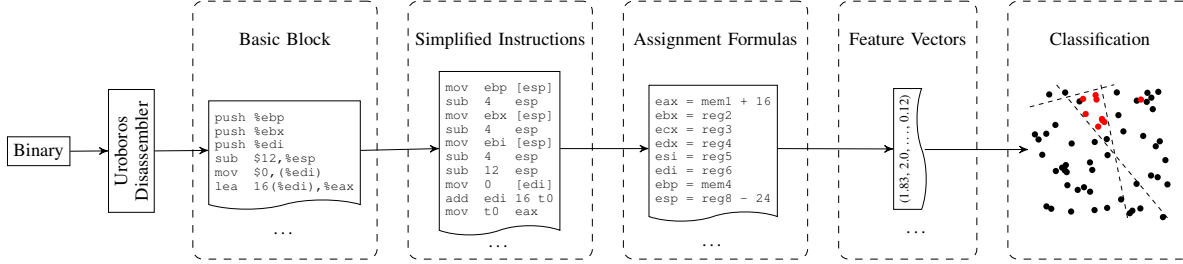 Binary
Uroboros
Disassembler
Basic Block
push %ebp
push %ebx
push %edi
sub $12,%esp
mov $0,(%edi)
lea 16(%edi),%eax
...
Simplified Instructions
mov ebp [esp]
sub 4 esp
mov ebx [esp]
sub 4 esp
mov ebi [esp]
sub 4 esp
sub 12 esp
mov 0 [edi]
add edi 16 t0
mov t0 eax
...
Assignment Formulas
eax = mem1 + 16
ebx = reg2
ecx = reg3
edx = reg4
esi = reg5
edi = reg6
ebp = mem4
esp = reg8 - 24
...
Feature Vectors
(1.83, 2.0, ..., 0.12)
...
Classification